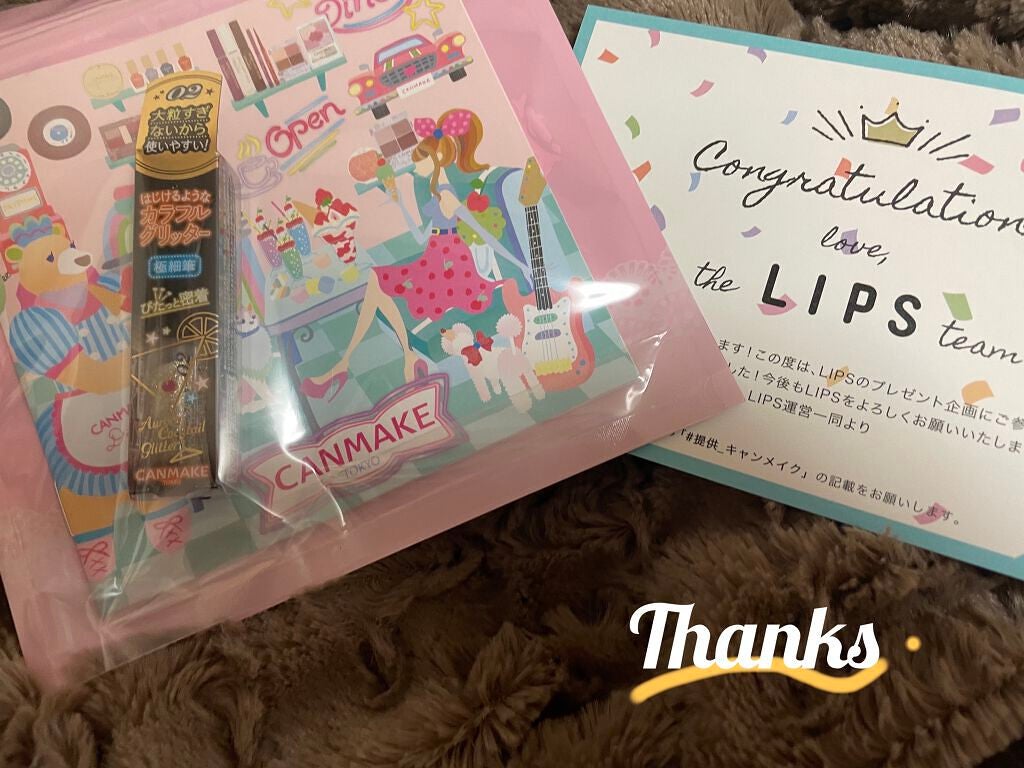 Diner
Open
CANMAKE
02
大粒すぎ
ないから
使いやすい!
はじけるような
カラフル
グリッター
極細筆
ぴたっと密着
Glitter
CANMAKE
CANMAKE
TOKYO
Congratulation
love,
the LIPS team
ます!この度は、LIPSのプレゼント企画にご参
した!今後もLIPSをよろしくお願いいたしま
LIPS運営一同より
「#提供_キャンメイク」の記載をお願いします。
Thanks